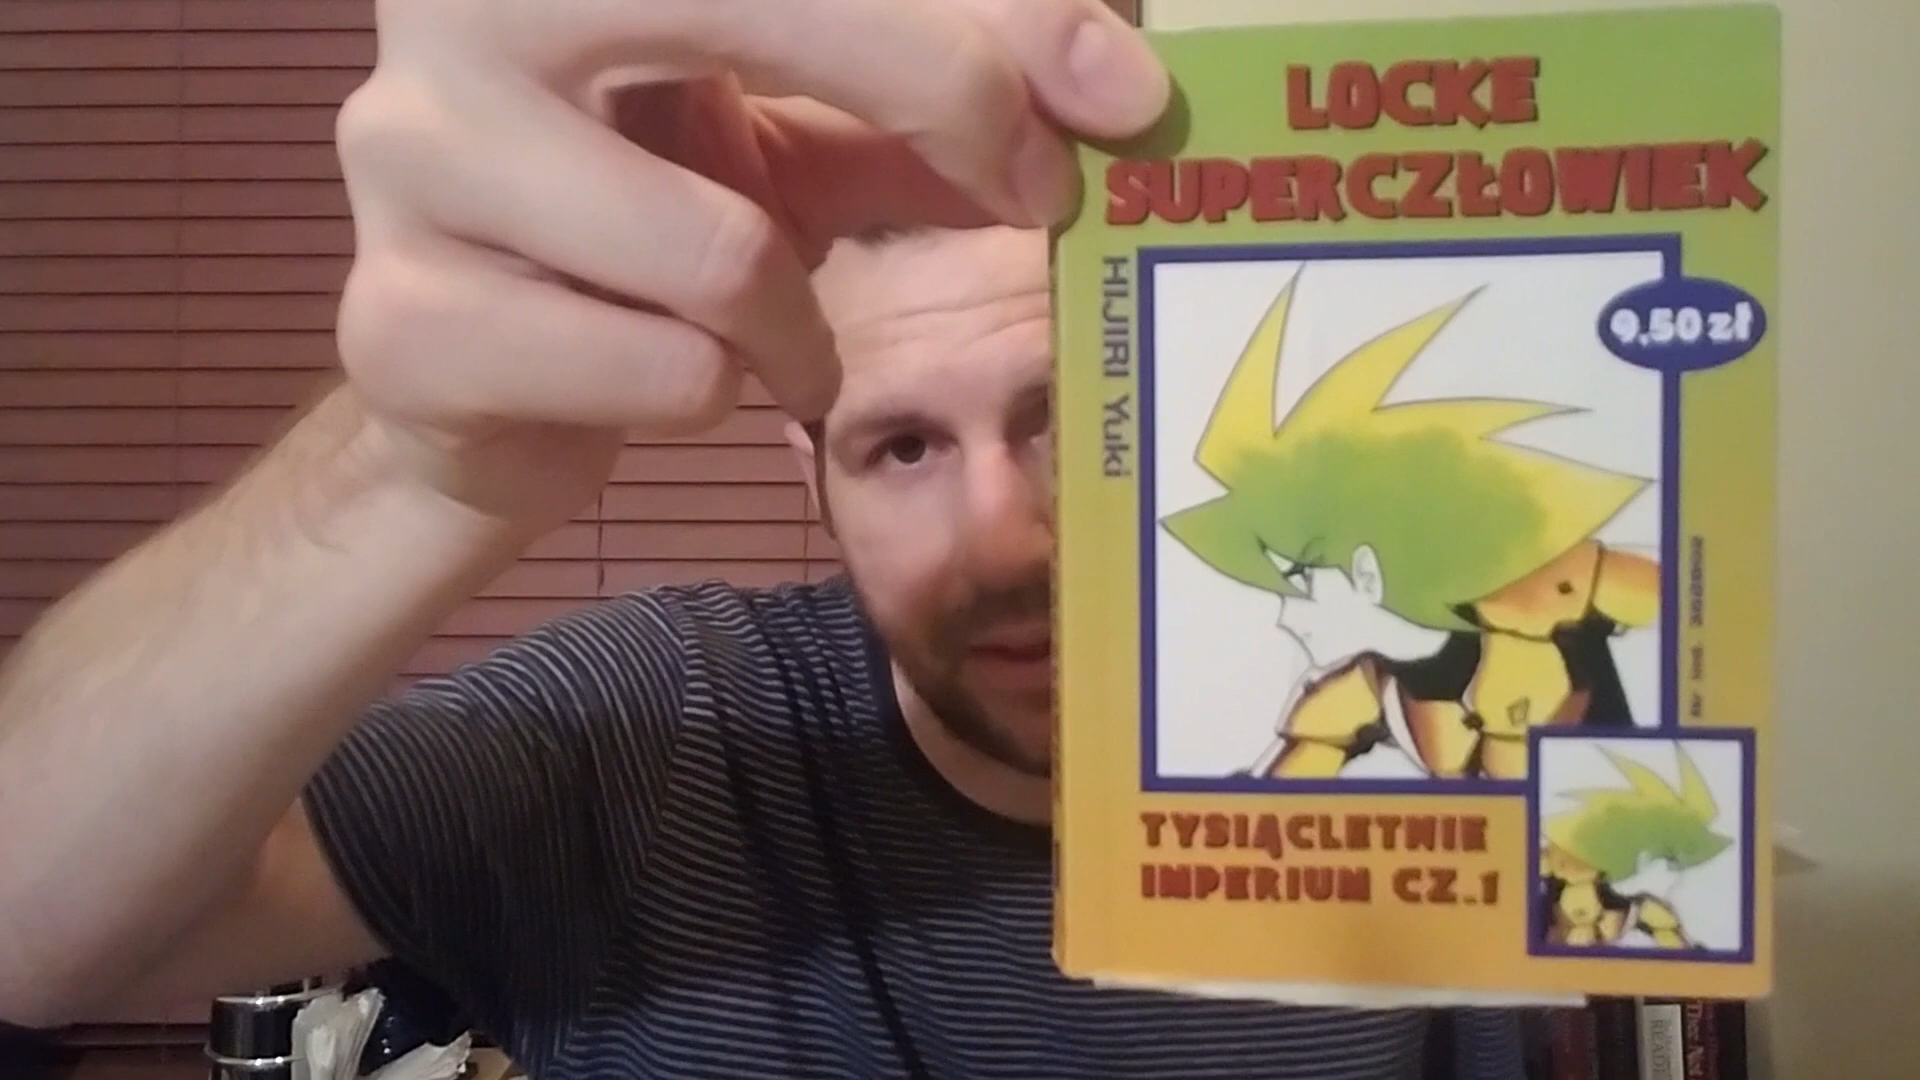 LOCKE
SUPERCZŁOWIEK
HIJIRI Yuki
9,50 zł
TYSIĄCLETNIE
IMPERIUM CZ.1